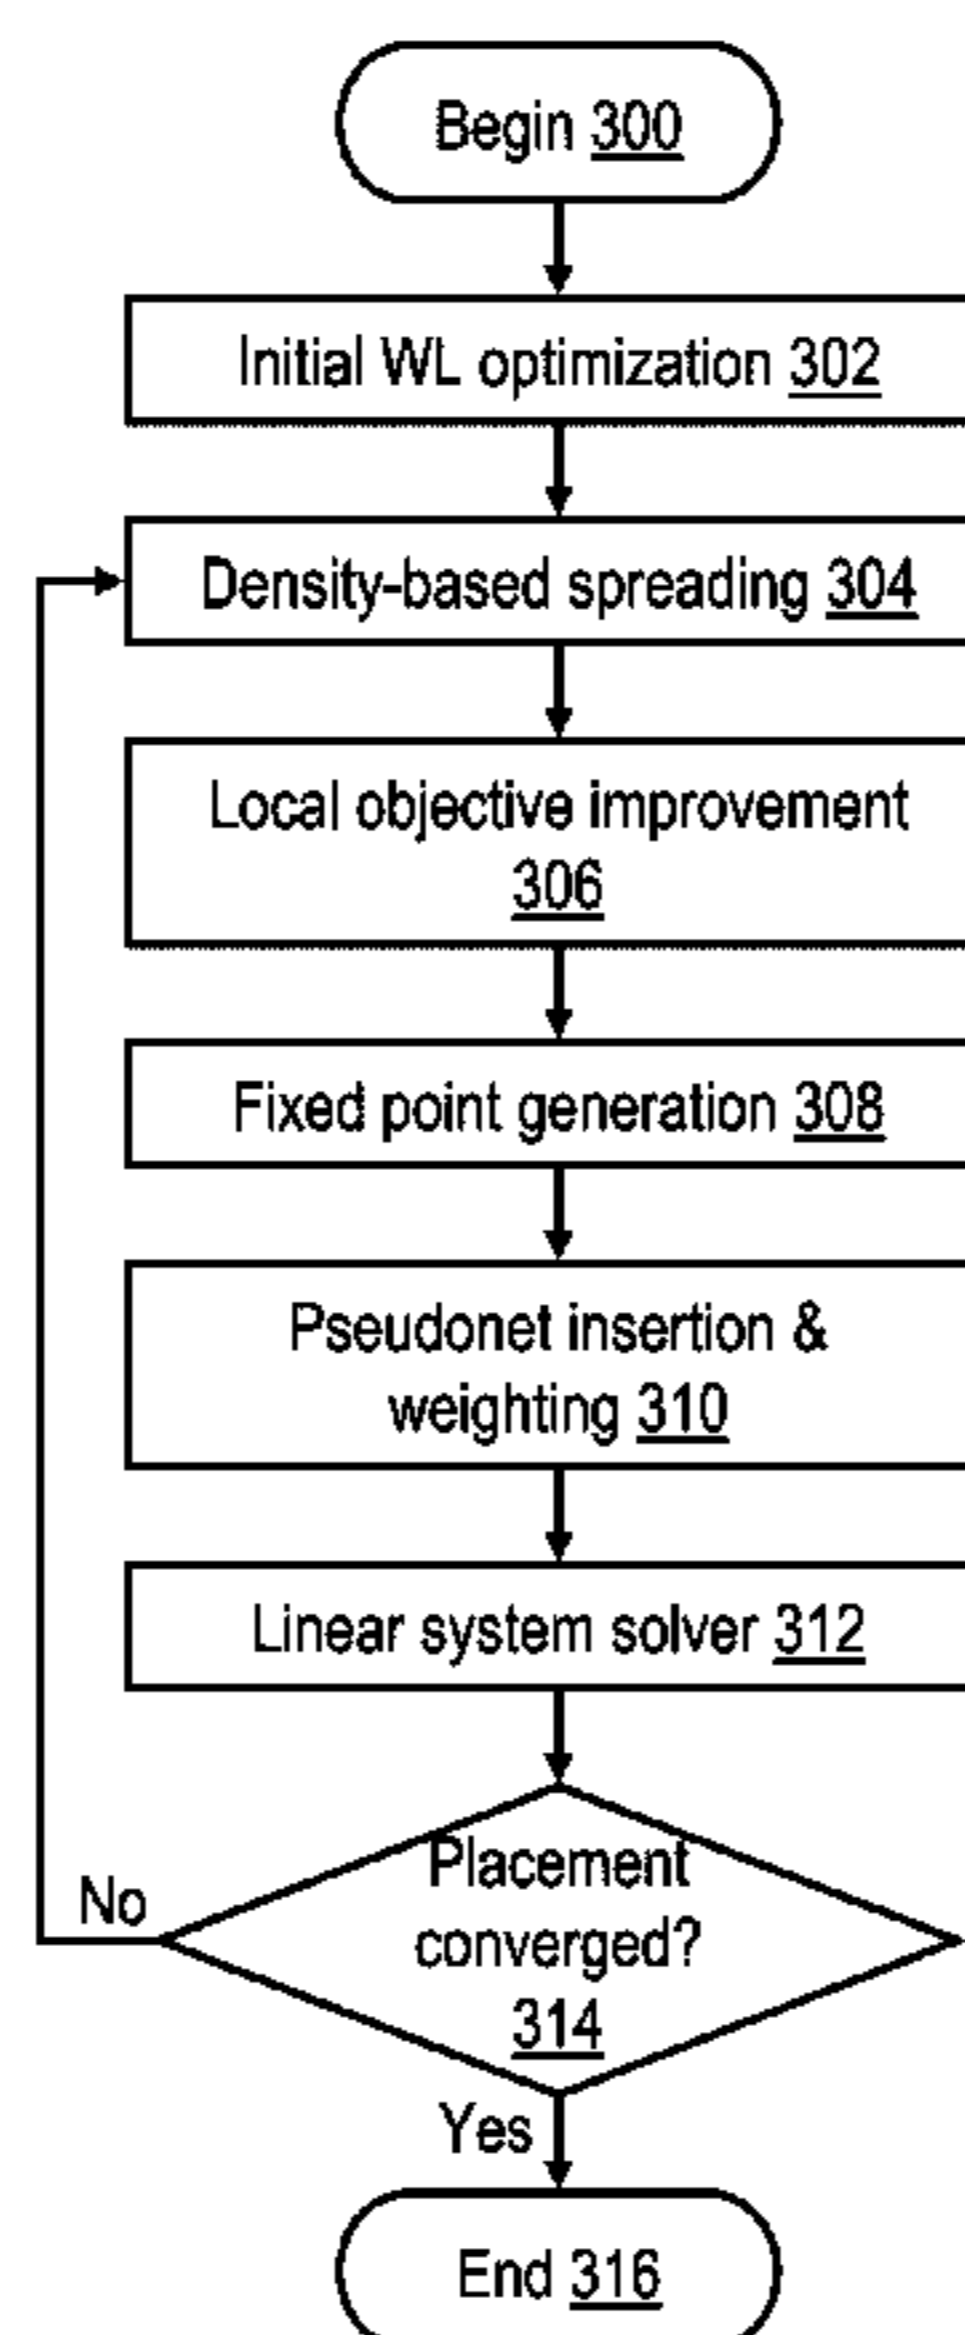 Begin 300
Initial WL optimization 302
Density-based spreading 304
Local objective improvement
306
Fixed point generation 308
Pseudonet insertion &
weighting 310
Linear system solver 312
Placement
converged?
314
No
Yes
End 316